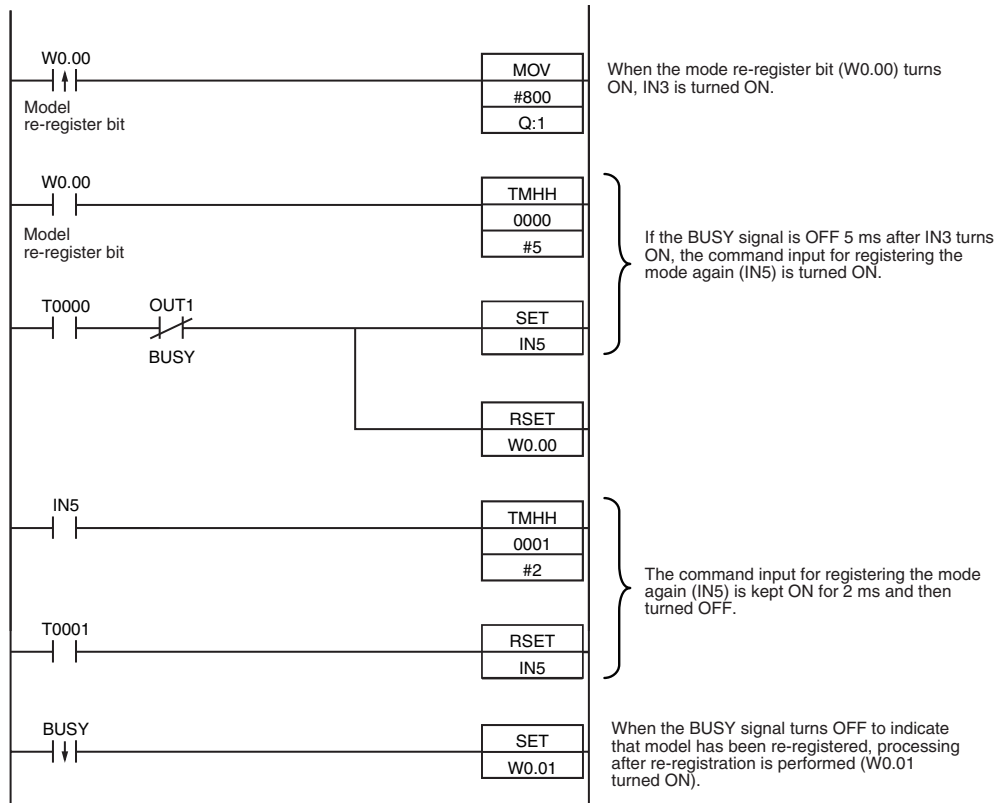 W0.00
MOV
#800
Q:1
Model
re-register bit
When the mode re-register bit (W0.00) turns
ON, IN3 is turned ON.
W0.00
TMHH
0000
#5
Model
re-register bit
If the BUSY signal is OFF 5 ms after IN3 turns
ON, the command input for registering the
mode again (IN5) is turned ON.
T0000
OUT1
BUSY
SET
IN5
RSET
W0.00
IN5
TMHH
0001
#2
The command input for registering the mode
again (IN5) is kept ON for 2 ms and then
turned OFF.
T0001
RSET
IN5
BUSY
SET
W0.01
When the BUSY signal turns OFF to indicate
that model has been re-registered, processing
after re-registration is performed (W0.01
turned ON).